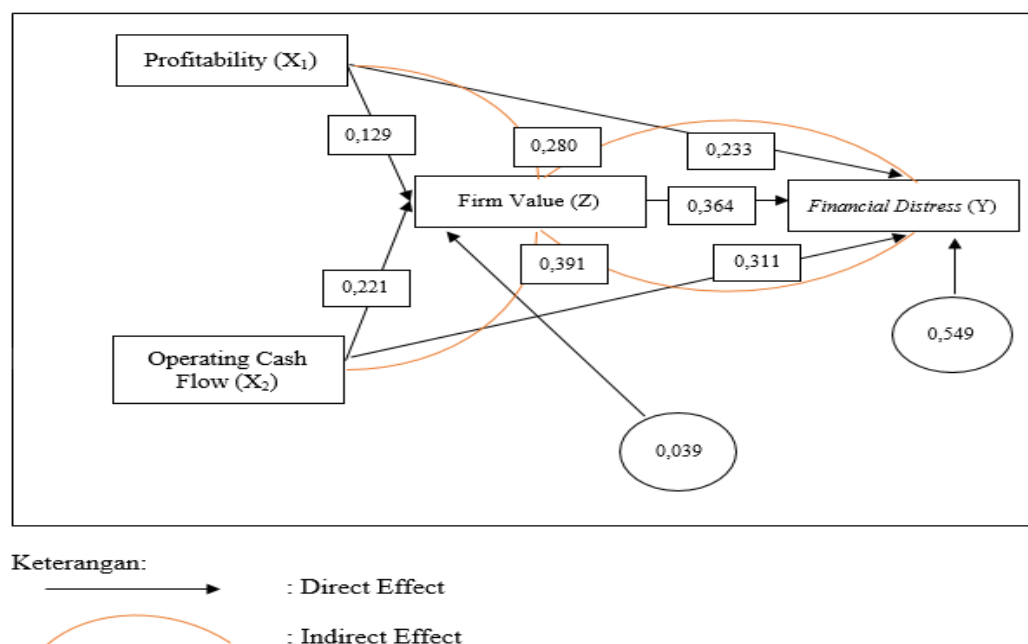 Profitability (X₁)
0,129
0,280
0,233
Firm Value (Z)
0,364
Financial Distress (Y)
0,391
0,311
0,221
Operating Cash
Flow (X₂)
0,549
0,039
Keterangan:
: Direct Effect
: Indirect Effect